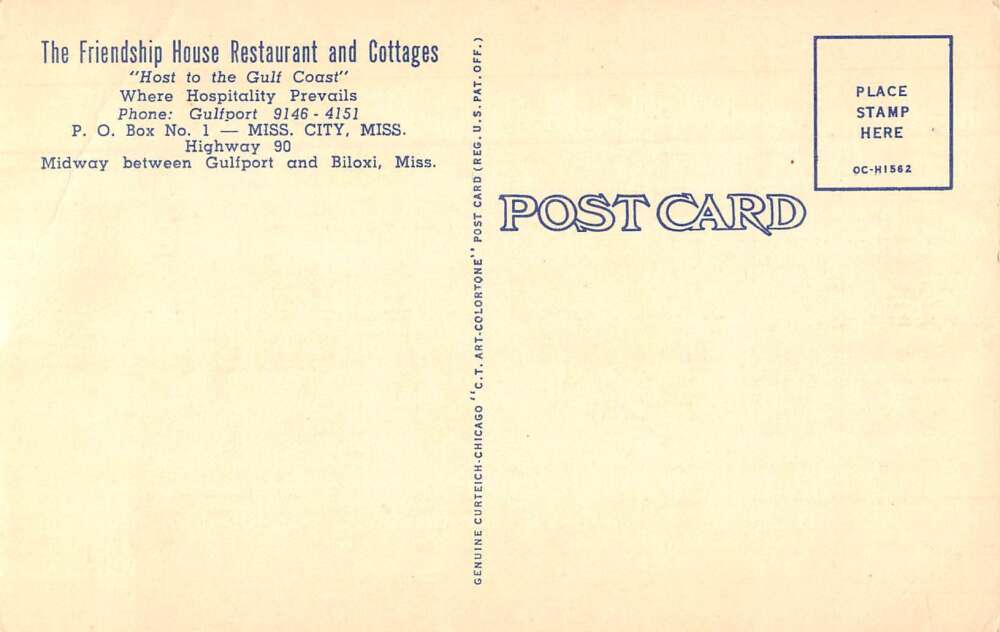 The Friendship House Restaurant and Cottages
"Host to the Gulf Coast"
Where Hospitality Prevails
Phone: Gulfport 9146 - 4151
P. O. Box No. 1 — MISS. CITY, MISS.
Highway 90
Midway between Gulfport and Biloxi, Miss.
GENUINE CURTEICH-CHICAGO "C.T. ART-COLORTONE" POST CARD (REG. U.S. PAT. OFF.)
PLACE
STAMP
HERE
OC-H1562
POST CARD